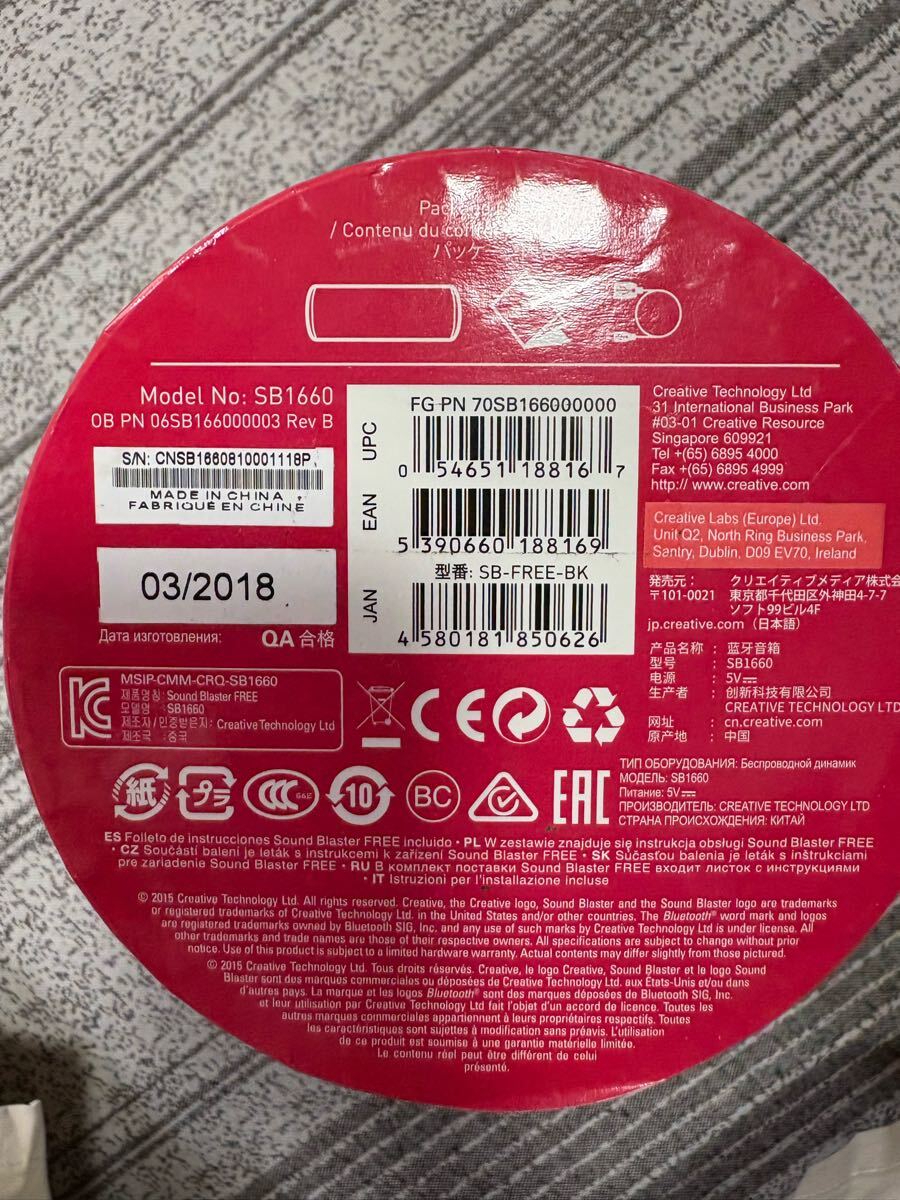 / Contenu du
パッケ
Model No: SB1660
OB PN 06SB166000003 Rev B
S/N: CNSB1660810001118P
MADE IN CHINA
FABRIQUÉ EN CHINE
03/2018
Дата изготовления: QA 合格
FG PN 70SB166000000
UPC
0 54651 18816 7
EAN
5 390660 188169
型番: SB-FREE-BK
JAN
4 580181 850626
Creative Technology Ltd
31 International Business Park
#03-01 Creative Resource
Singapore 609921
Tel +(65) 6895 4000
Fax +(65) 6895 4999
http:// www.creative.com
Creative Labs (Europe) Ltd.
Unit Q2, North Ring Business Park,
Santry, Dublin, D09 EV70, Ireland
発売元： クリエイティブメディア株式会
〒101-0021 東京都千代田区外神田4-7-7
ソフト99ビル4F
jp.creative.com（日本語）
产品名称 : 蓝牙音箱
型号 : SB1660
电源 : 5V
生产者 : 创新科技有限公司
CREATIVE TECHNOLOGY LTD
网址 : cn.creative.com
原产地 : 中国
MSIP-CMM-CRQ-SB1660
제품명칭: Sound Blaster FREE
모델명 : SB1660
제조자 / 인증받은자: Creative Technology Ltd
제조국 : 중국
CE
紙 プラ CCC 10 BC EAC
ТИП ОБОРУДОВАНИЯ: Беспроводной динамик
МОДЕЛЬ: SB1660
Питание: 5V
ПРОИЗВОДИТЕЛЬ: CREATIVE TECHNOLOGY LTD
СТРАНА ПРОИСХОЖДЕНИЯ: КИТАЙ
ES Folleto de instrucciones Sound Blaster FREE incluido • PL W zestawie znajduje się instrukcja obsługi Sound Blaster FREE
• CZ Součástí balení je leták s instrukcemi k zařízení Sound Blaster FREE • SK Súčasťou balenia je leták s inštrukciami
pre zariadenie Sound Blaster FREE • RU В комплект поставки Sound Blaster FREE входит листок с инструкциями
• IT Istruzioni per l'installazione incluse
© 2015 Creative Technology Ltd. All rights reserved. Creative, the Creative logo, Sound Blaster and the Sound Blaster logo are trademarks
or registered trademarks of Creative Technology Ltd. in the United States and/or other countries. The Bluetooth® word mark and logos
are registered trademarks owned by Bluetooth SIG, Inc. and any use of such marks by Creative Technology Ltd is under license. All
other trademarks and trade names are those of their respective owners. All specifications are subject to change without prior
notice. Use of this product is subject to a limited hardware warranty. Actual contents may differ slightly from those pictured.
© 2015 Creative Technology Ltd. Tous droits réservés. Creative, le logo Creative, Sound Blaster et le logo Sound
Blaster sont des marques commerciales ou déposées de Creative Technology Ltd. aux États-Unis et/ou dans
d'autres pays. La marque et les logos Bluetooth® sont des marques déposées de Bluetooth SIG, Inc.
et leur utilisation par Creative Technology Ltd fait l'objet d'un accord de licence. Toutes les
autres marques commerciales appartiennent à leurs propriétaires respectifs. Toutes
les caractéristiques sont sujettes à modification sans préavis. L'utilisation
de ce produit est soumise à une garantie matérielle limitée.
Le contenu réel peut être différent de celui
présenté.